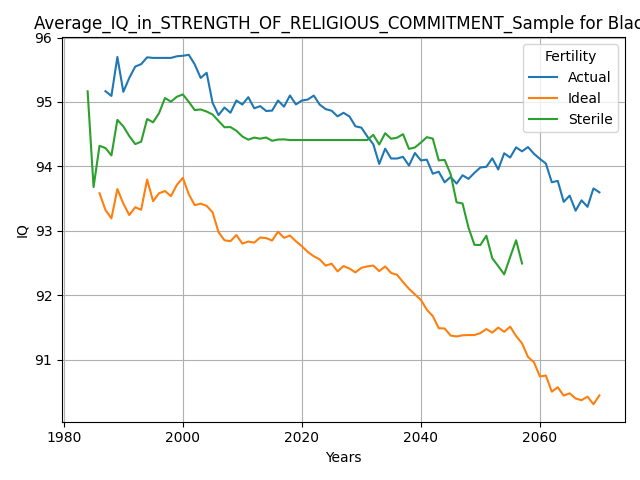 Average_IQ_in_STRENGTH_OF_RELIGIOUS_COMMITMENT_Sample for Blac
96
95
94
93
92
91
IQ
1980
2000
2020
2040
2060
Years
Fertility
Actual
Ideal
Sterile